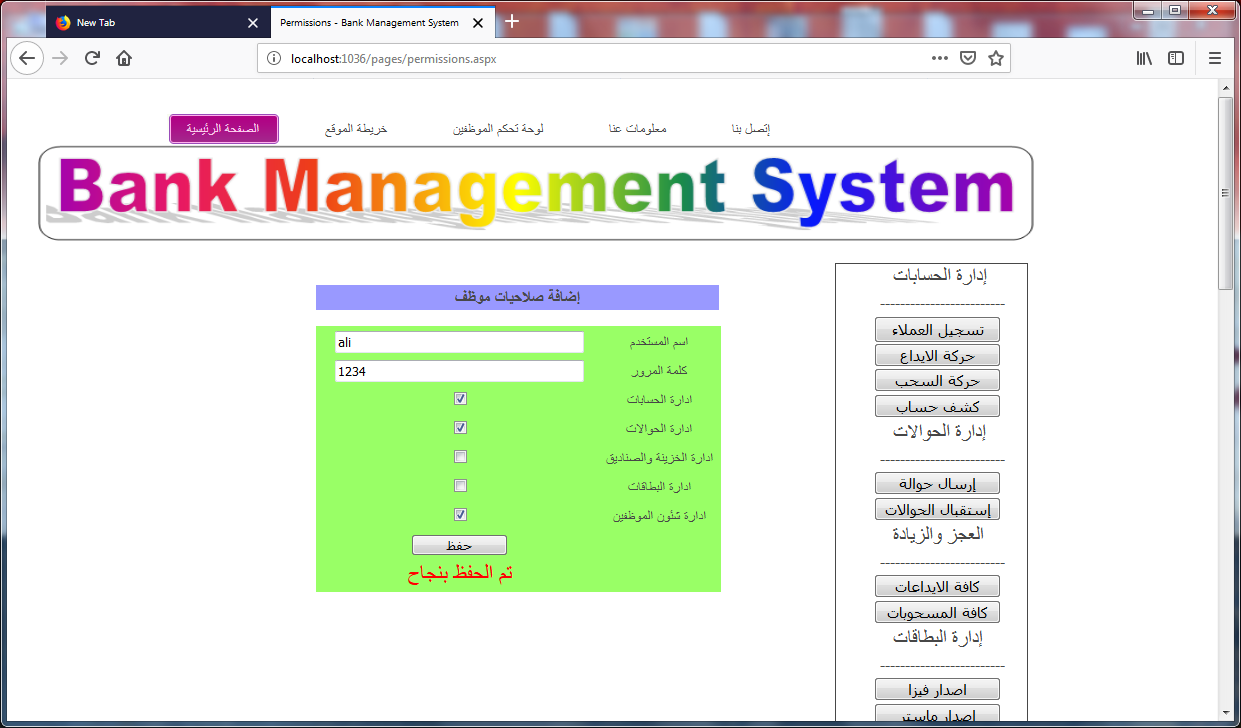 New Tab
Permissions - Bank Management System
localhost:1036/pages/permissions.aspx
الصفحة الرئيسية
خريطة الموقع
لوحة تحكم الموظفين
معلومات عنا
إتصل بنا
Bank Management System
إضافة صلاحيات موظف
اسم المستخدم
ali
كلمة المرور
1234
ادارة الحسابات
ادارة الحوالات
ادارة الخزينة والصناديق
ادارة البطاقات
ادارة شئون الموظفين
حفظ
تم الحفظ بنجاح
إدارة الحسابات
-------------------------
تسجيل العملاء
حركة الايداع
حركة السحب
كشف حساب
إدارة الحوالات
-------------------------
إرسال حوالة
إستقبال الحوالات
العجز والزيادة
-------------------------
كافة الايداعات
كافة المسحوبات
إدارة البطاقات
-------------------------
اصدار فيزا
اصدار ماستر